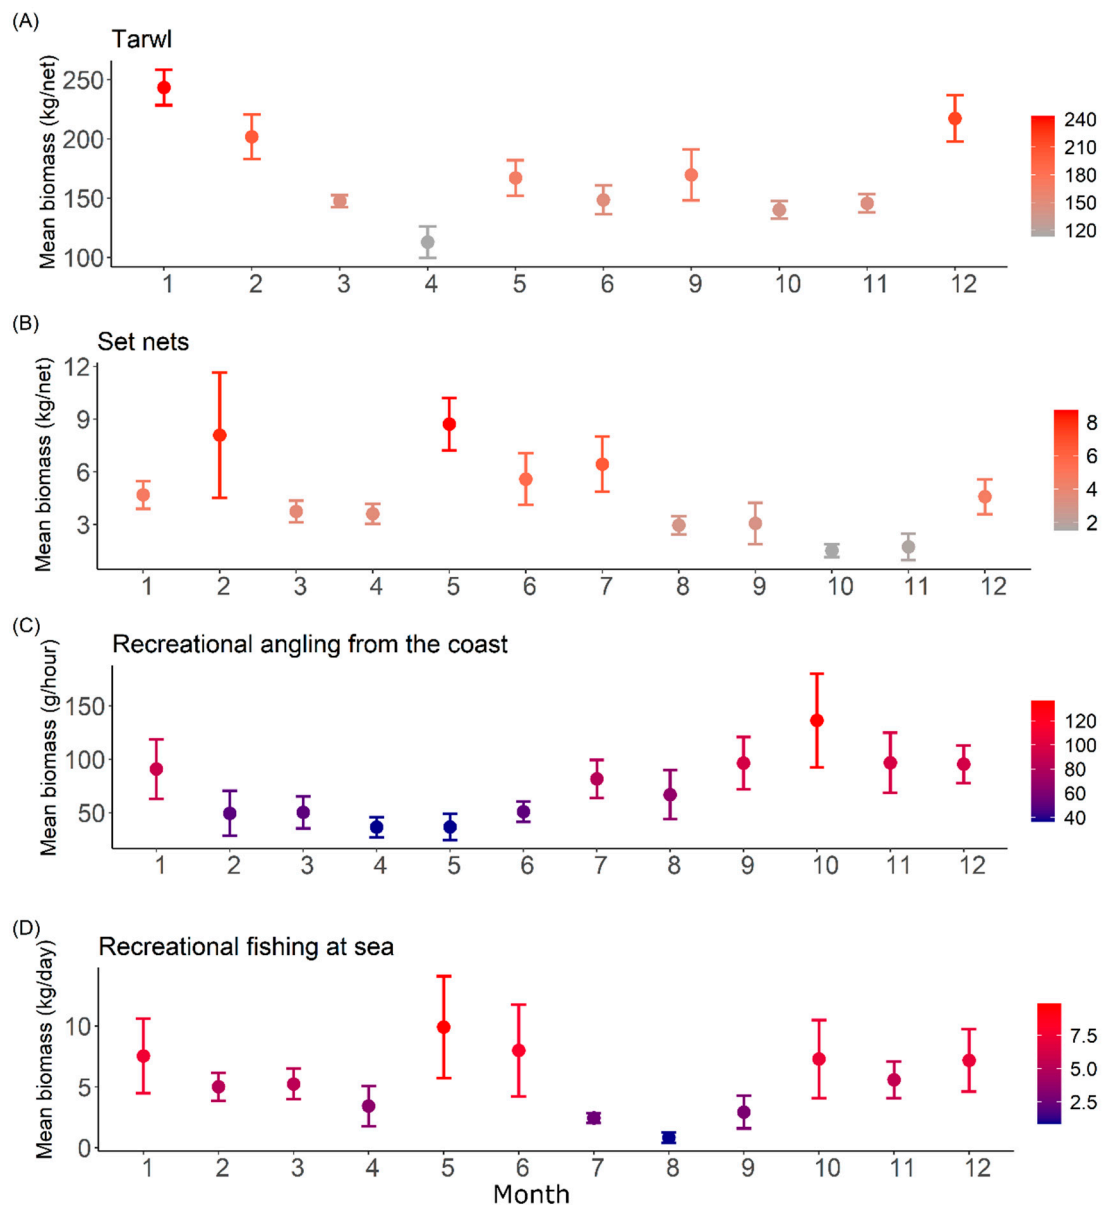 (A)
Tarwl
Mean biomass (kg/net)
250
200
150
100
1 2 3 4 5 6 9 10 11 12
240
210
180
150
120
(B)
Set nets
Mean biomass (kg/net)
12
9
6
3
1 2 3 4 5 6 7 8 9 10 11 12
8
6
4
2
(C)
Recreational angling from the coast
Mean biomass (g/hour)
150
100
50
1 2 3 4 5 6 7 8 9 10 11 12
120
100
80
60
40
(D)
Recreational fishing at sea
Mean biomass (kg/day)
10
5
0
1 2 3 4 5 6 7 8 9 10 11 12
7.5
5.0
2.5
Month